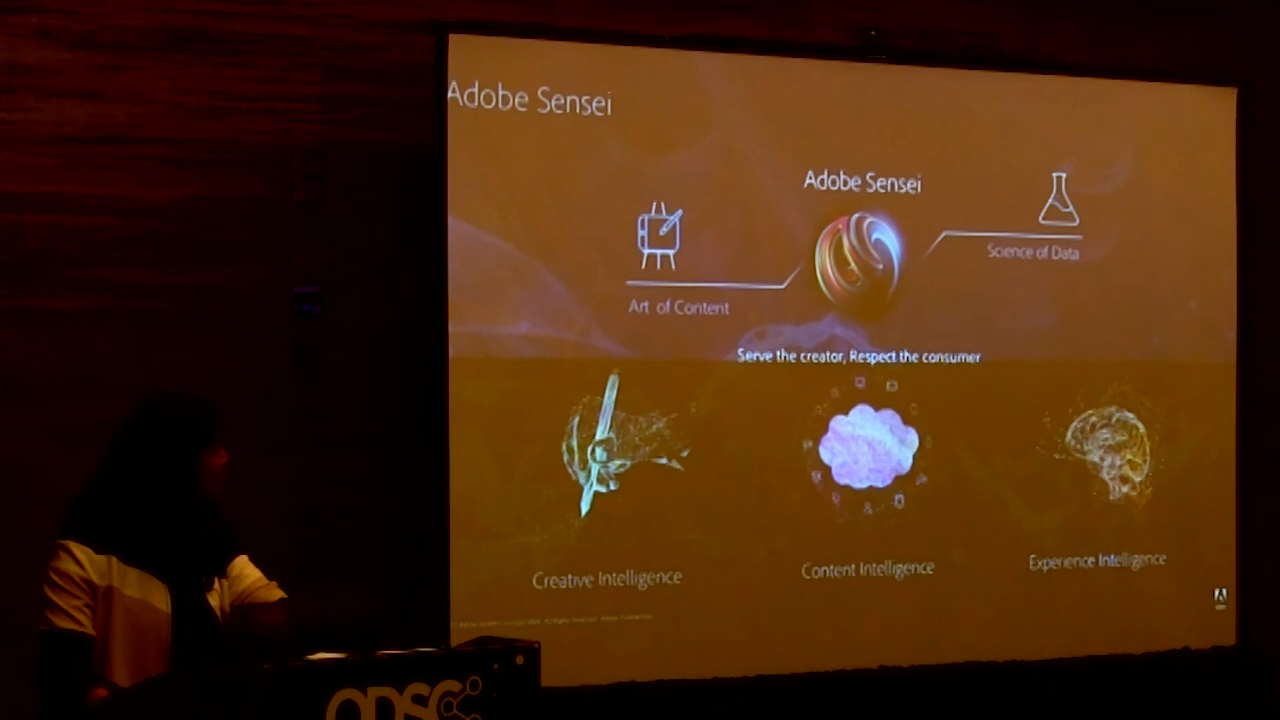 Adobe Sensei
Adobe Sensei
Science of Data
Art of Content
Serve the creator, Respect the consumer
Creative Intelligence
Content Intelligence
Experience Intelligence
ODSC